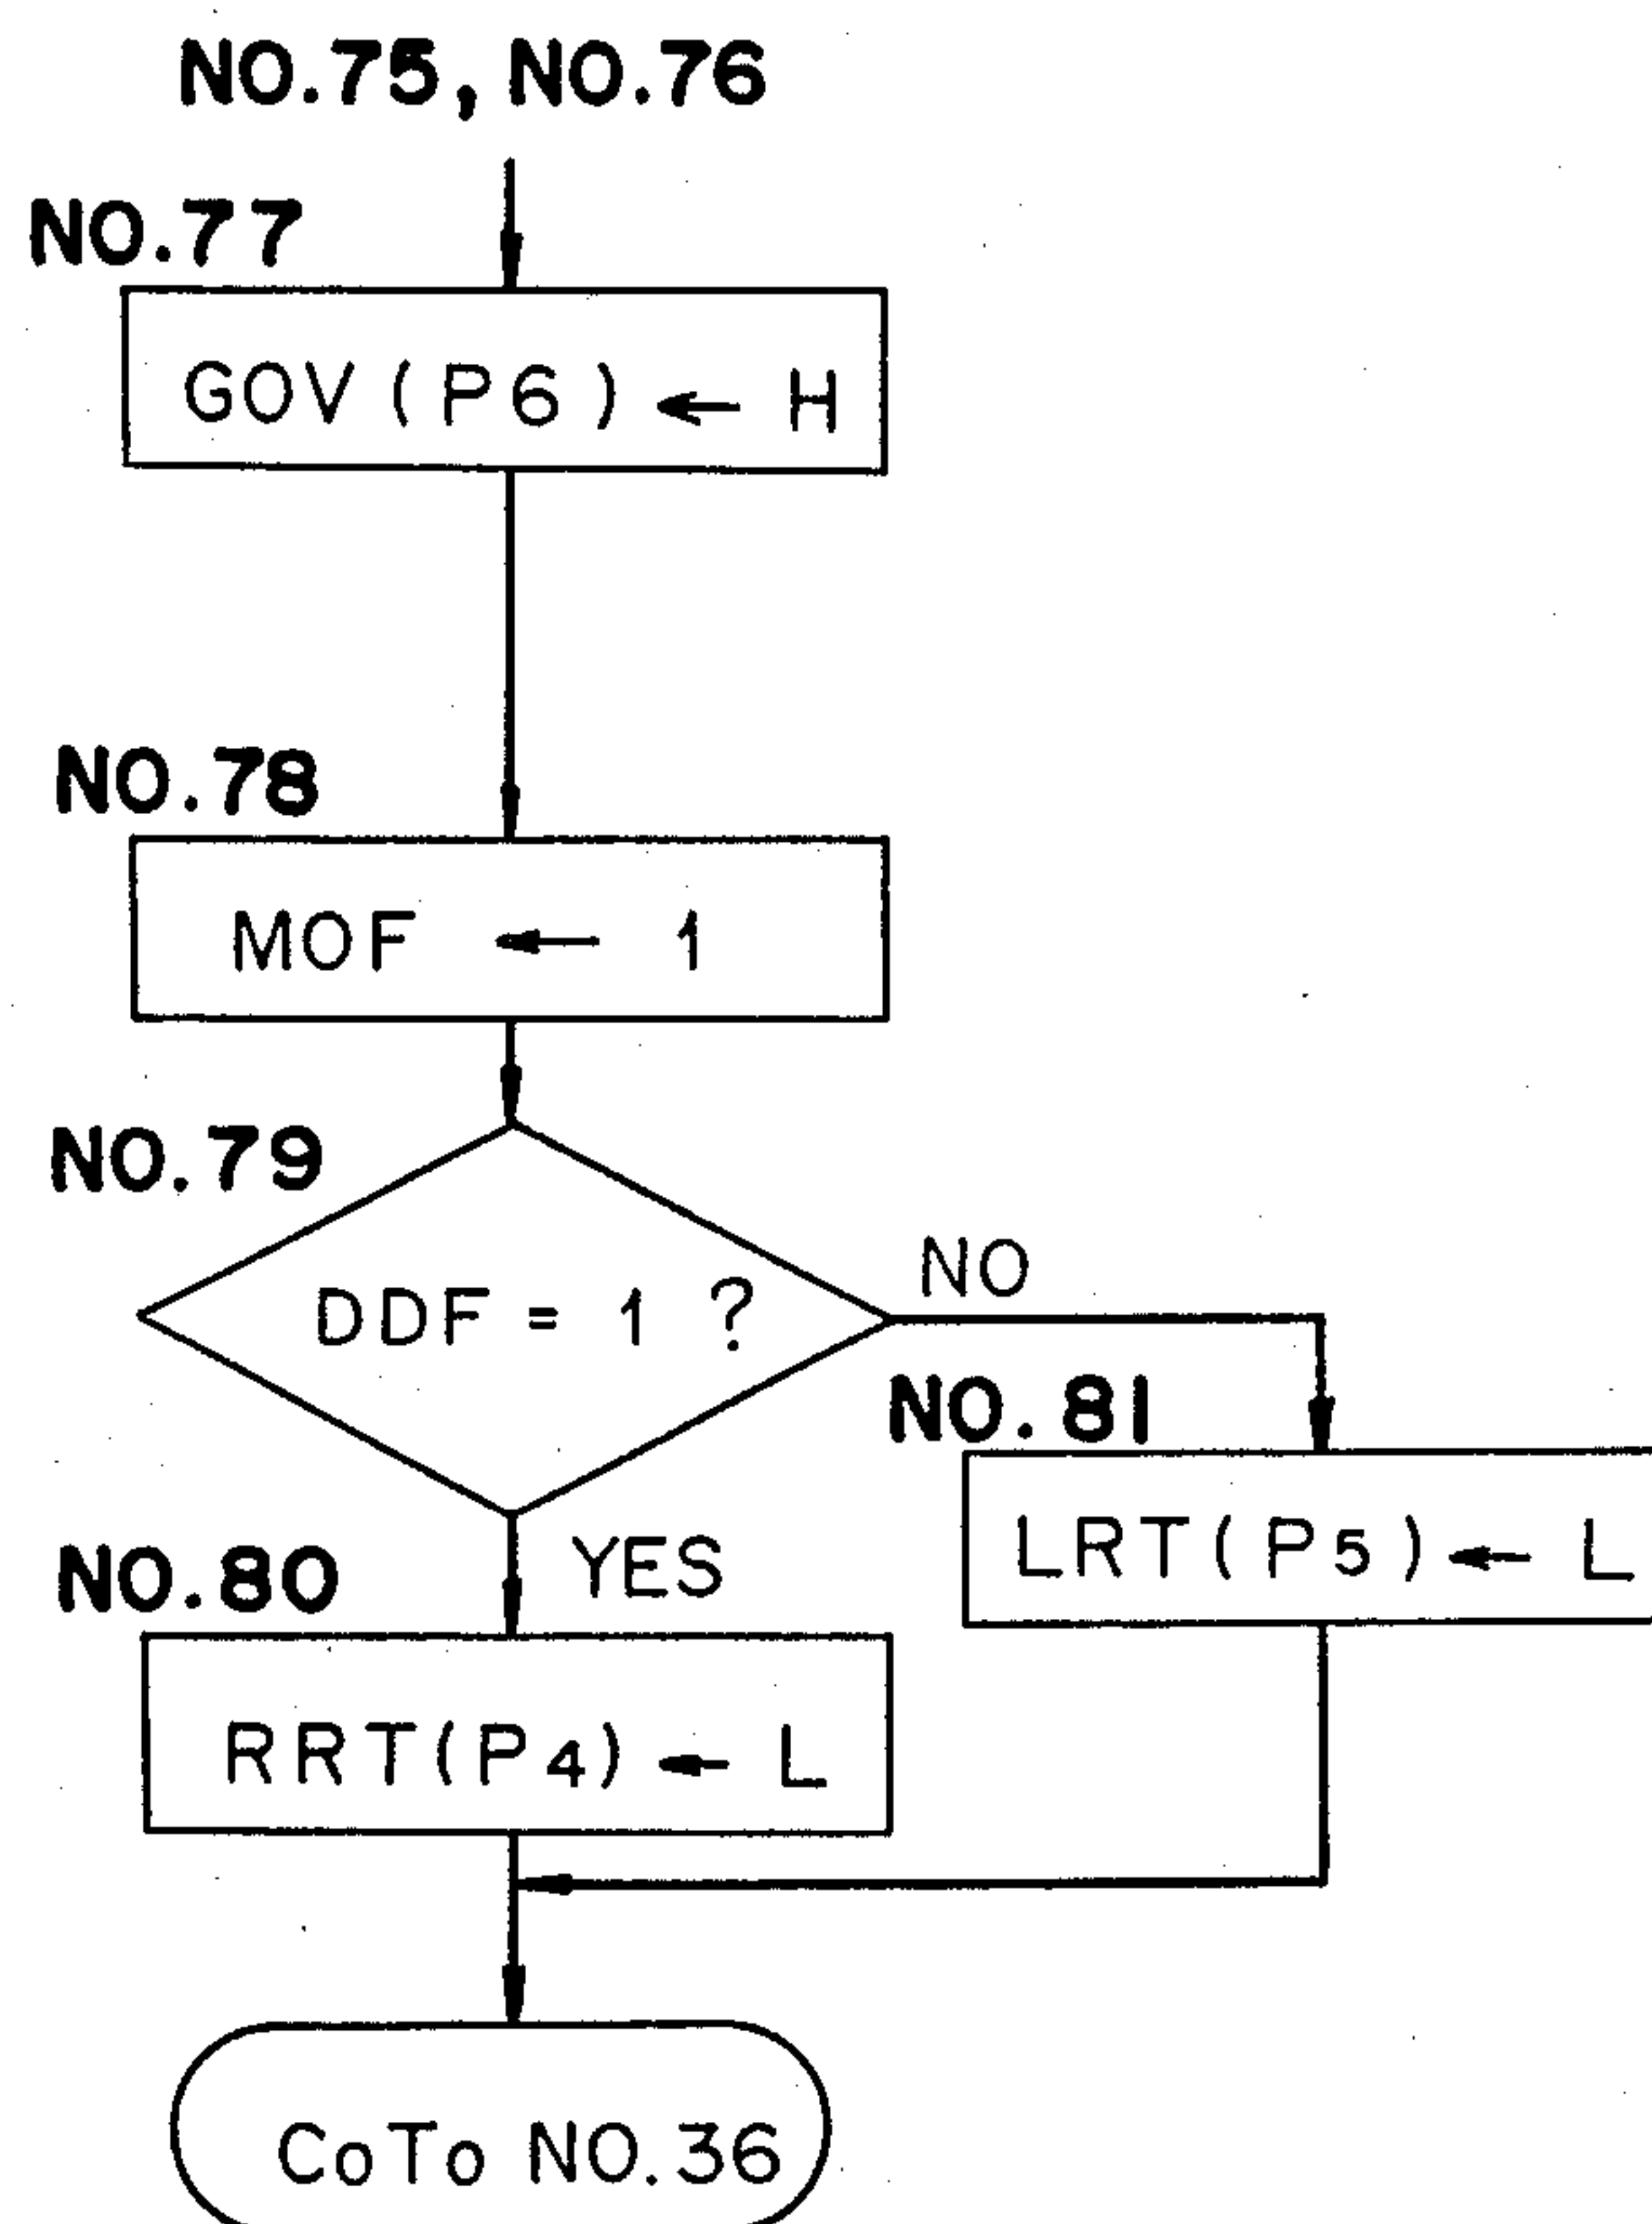 NO.75, NO.76
NO.77
GOV(P6) ← H
NO.78
MOF ← 1
NO.79
DDF = 1 ?
NO
NO.81
LRT(P5) ← L
YES
NO.80
RRT(P4) ← L
CoTo NO.36